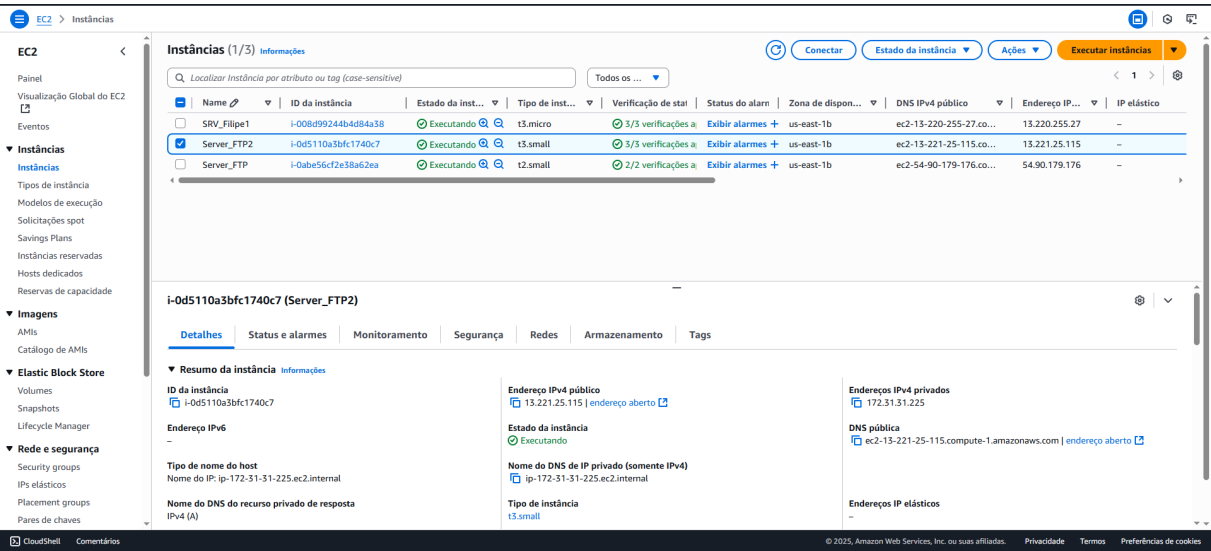 EC2 > Instâncias
EC2
Painel
Visualização Global do EC2
Eventos
Instâncias
Instâncias
Tipos de instância
Modelos de execução
Solicitações spot
Savings Plans
Instâncias reservadas
Hosts dedicados
Reservas de capacidade
Imagens
AMIs
Catálogo de AMIs
Elastic Block Store
Volumes
Snapshots
Lifecycle Manager
Rede e segurança
Security groups
IPs elásticos
Placement groups
Pares de chaves
Instâncias (1/3) Informações
Conectar Estado da instância Ações Executar instâncias
Localizar Instância por atributo ou tag (case-sensitive) Todos os ... 1
Name ID da instância Estado da inst... Tipo de inst... Verificação de stat Status do alarn Zona de dispon... DNS IPv4 público Endereço IP... IP elástico
SRV_Filipe1 i-008d99244b4d84a38 Executando t3.micro 3/3 verificações a Exibir alarmes + us-east-1b ec2-13-220-255-27.co... 13.220.255.27 –
Server_FTP2 i-0d5110a3bfc1740c7 Executando t3.small 3/3 verificações a Exibir alarmes + us-east-1b ec2-13-221-25-115.co... 13.221.25.115 –
Server_FTP i-0abe56cf2e38a62ea Executando t2.small 2/2 verificações a Exibir alarmes + us-east-1b ec2-54-90-179-176.co... 54.90.179.176 –
i-0d5110a3bfc1740c7 (Server_FTP2)
Detalhes Status e alarmes Monitoramento Segurança Redes Armazenamento Tags
Resumo da instância Informações
ID da instância Endereço IPv4 público Endereços IPv4 privados
i-0d5110a3bfc1740c7 13.221.25.115 | endereço aberto 172.31.31.225
Endereço IPv6 Estado da instância DNS pública
– Executando ec2-13-221-25-115.compute-1.amazonaws.com | endereço aberto
Tipo de nome do host Nome do DNS de IP privado (somente IPv4)
Nome do IP: ip-172-31-31-225.ec2.internal ip-172-31-31-225.ec2.internal
Nome do DNS do recurso privado de resposta Tipo de instância Endereços IP elásticos
IPv4 (A) t3.small –
CloudShell Comentários © 2025, Amazon Web Services, Inc. ou suas afiliadas. Privacidade Termos Preferências de cookies